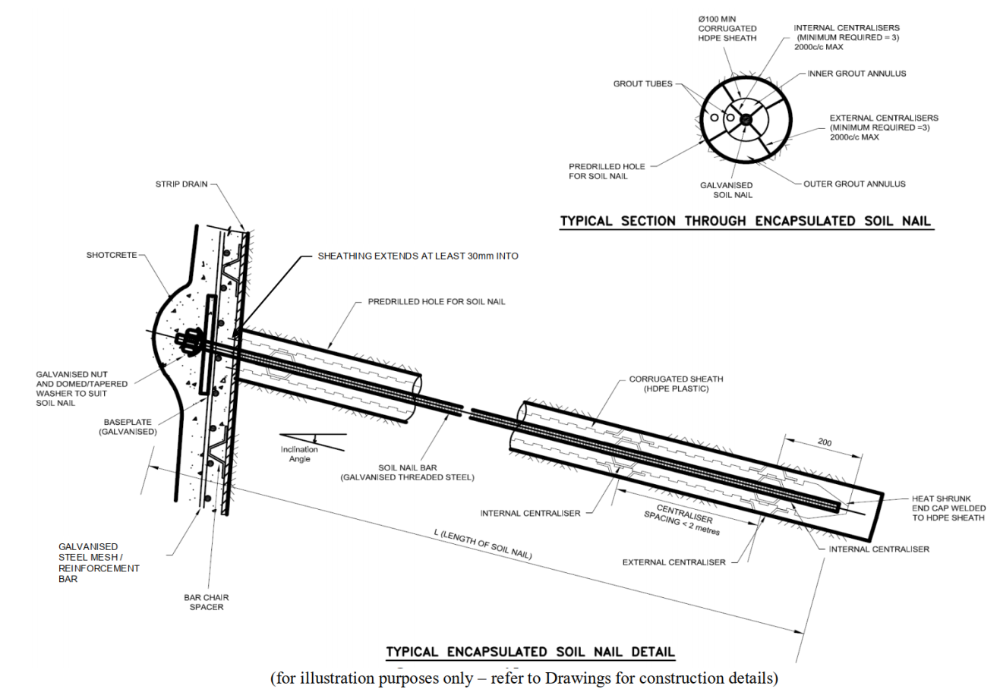 Ø100 MIN
CORRUGATED
HDPE SHEATH
INTERNAL CENTRALISERS
(MINIMUM REQUIRED = 3)
2000c/c MAX
INNER GROUT ANNULUS
GROUT TUBES
EXTERNAL CENTRALISERS
(MINIMUM REQUIRED =3)
2000c/c MAX
PREDRILLED HOLE
FOR SOIL NAIL
GALVANISED
SOIL NAIL
OUTER GROUT ANNULUS
TYPICAL SECTION THROUGH ENCAPSULATED SOIL NAIL
STRIP DRAIN
SHOTCRETE
SHEATHING EXTENDS AT LEAST 30mm INTO
PREDRILLED HOLE FOR SOIL NAIL
GALVANISED NUT
AND DOMED/TAPERED
WASHER TO SUIT
SOIL NAIL
BASEPLATE
(GALVANISED)
CORRUGATED SHEATH
(HDPE PLASTIC)
200
Inclination
Angle
SOIL NAIL BAR
(GALVANISED THREADED STEEL)
INTERNAL CENTRALISER
CENTRALISER
SPACING < 2 metres
HEAT SHRUNK
END CAP WELDED
TO HDPE SHEATH
L (LENGTH OF SOIL NAIL)
EXTERNAL CENTRALISER
INTERNAL CENTRALISER
GALVANISED
STEEL MESH /
REINFORCEMENT
BAR
BAR CHAIR
SPACER
TYPICAL ENCAPSULATED SOIL NAIL DETAIL
(for illustration purposes only – refer to Drawings for construction details)